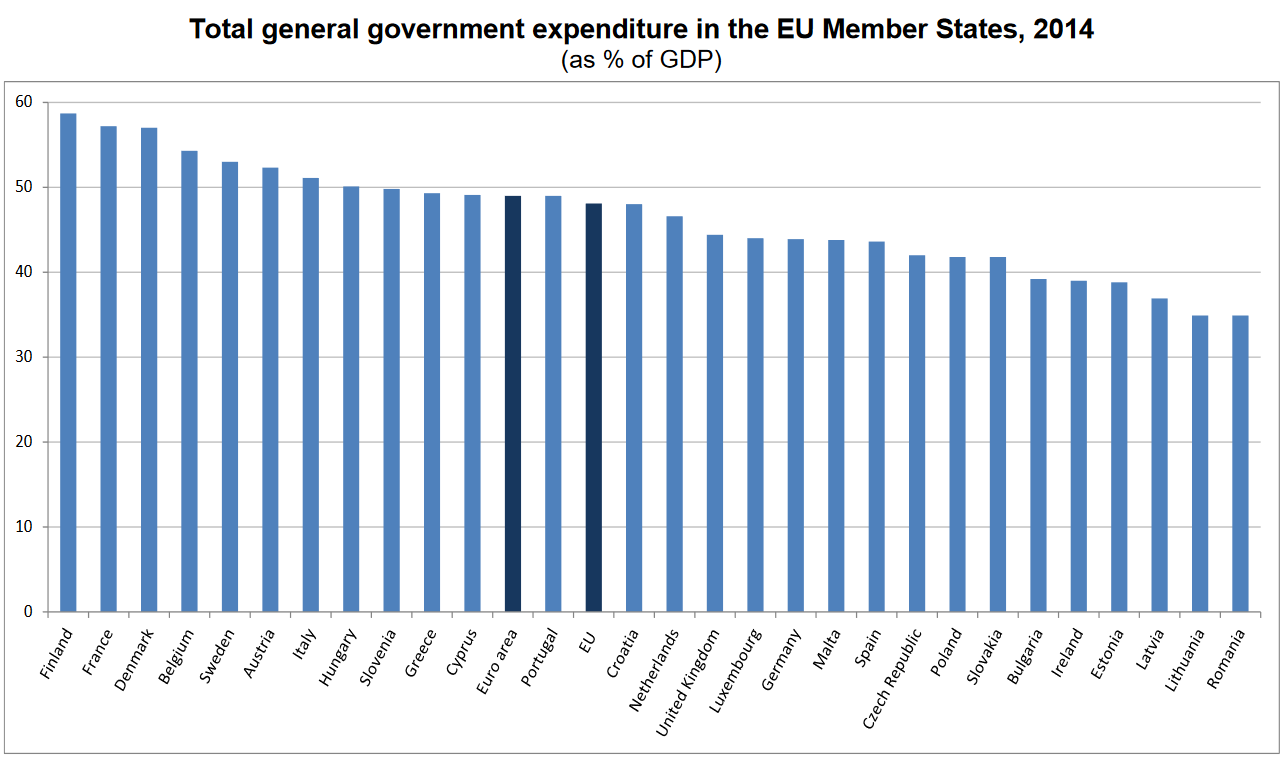 Total general government expenditure in the EU Member States, 2014
(as % of GDP)
60
50
40
30
20
10
0
Finland
France
Denmark
Belgium
Sweden
Austria
Italy
Hungary
Slovenia
Greece
Cyprus
Euro area
Portugal
EU
Croatia
Netherlands
United Kingdom
Luxembourg
Germany
Malta
Spain
Czech Republic
Poland
Slovakia
Bulgaria
Ireland
Estonia
Latvia
Lithuania
Romania